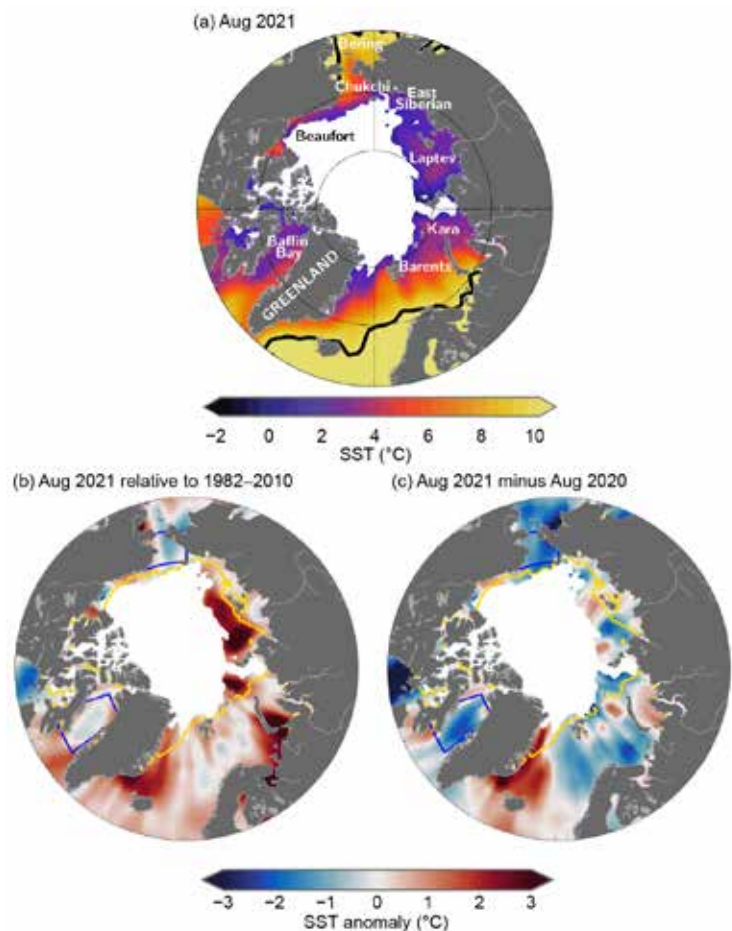 (a) Aug 2021
Bering
Chukchi
East
Siberian
Beaufort
Laptev
Kara
Baffin
Bay
Barents
GREENLAND
−2 0 2 4 6 8 10
SST (°C)
(b) Aug 2021 relative to 1982–2010
(c) Aug 2021 minus Aug 2020
−3 −2 −1 0 1 2 3
SST anomaly (°C)